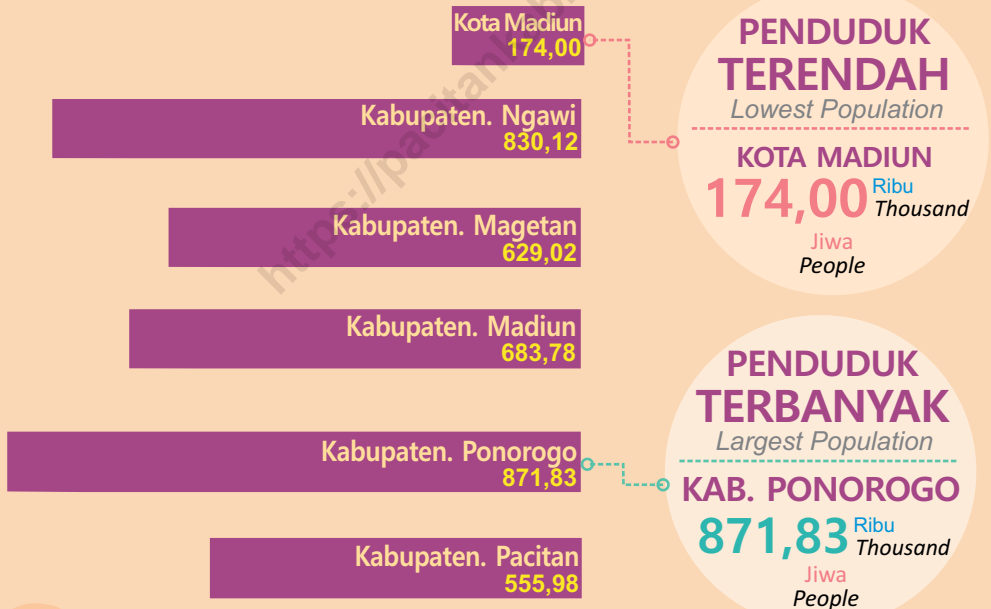 Kota Madiun
174,00
Kabupaten. Ngawi
830,12
Kabupaten. Magetan
629,02
Kabupaten. Madiun
683,78
Kabupaten. Ponorogo
871,83
Kabupaten. Pacitan
555,98
PENDUDUK
TERENDAH
Lowest Population
KOTA MADIUN
174,00 Ribu
Thousand
Jiwa
People
PENDUDUK
TERBANYAK
Largest Population
KAB. PONOROGO
871,83 Ribu
Thousand
Jiwa
People